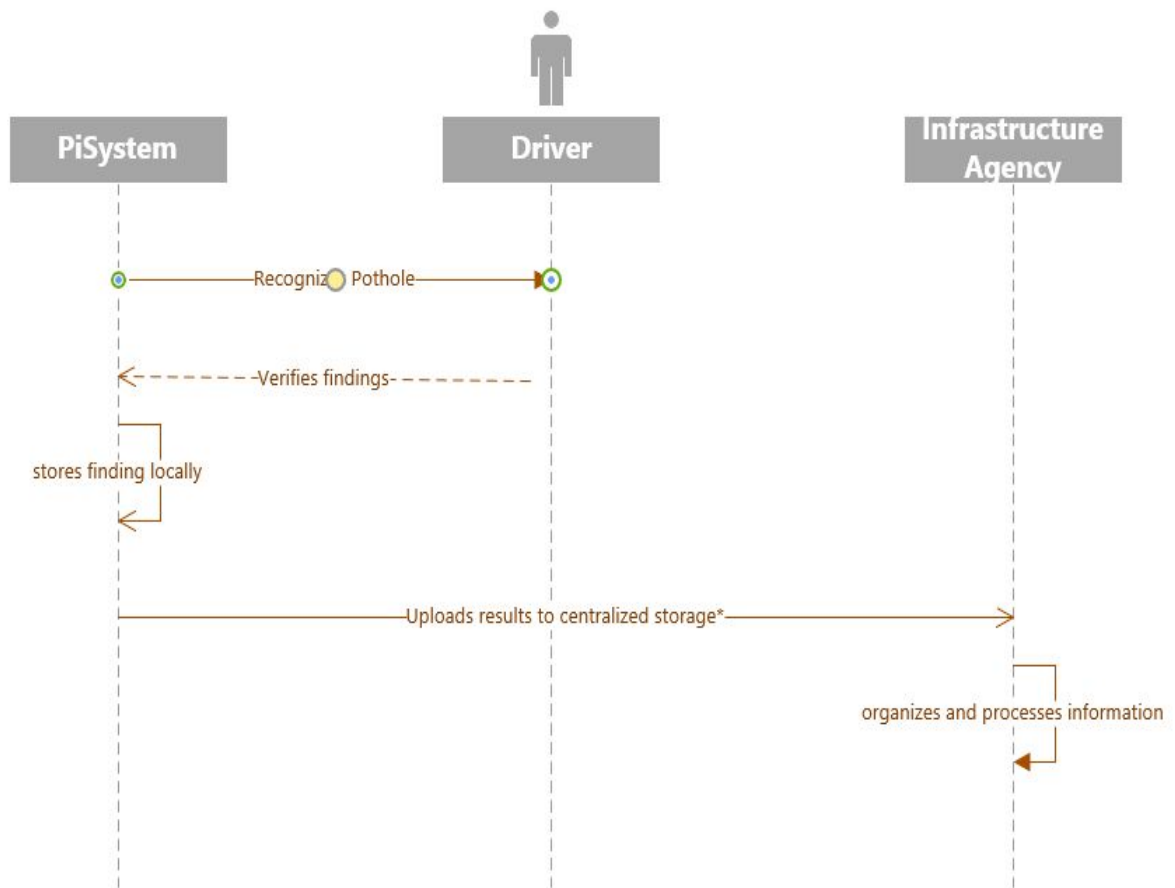 PiSystem
Driver
Infrastructure
Agency
Pothole
Verifies findings
stores finding locally
Uploads results to centralized storage*
organizes and processes information